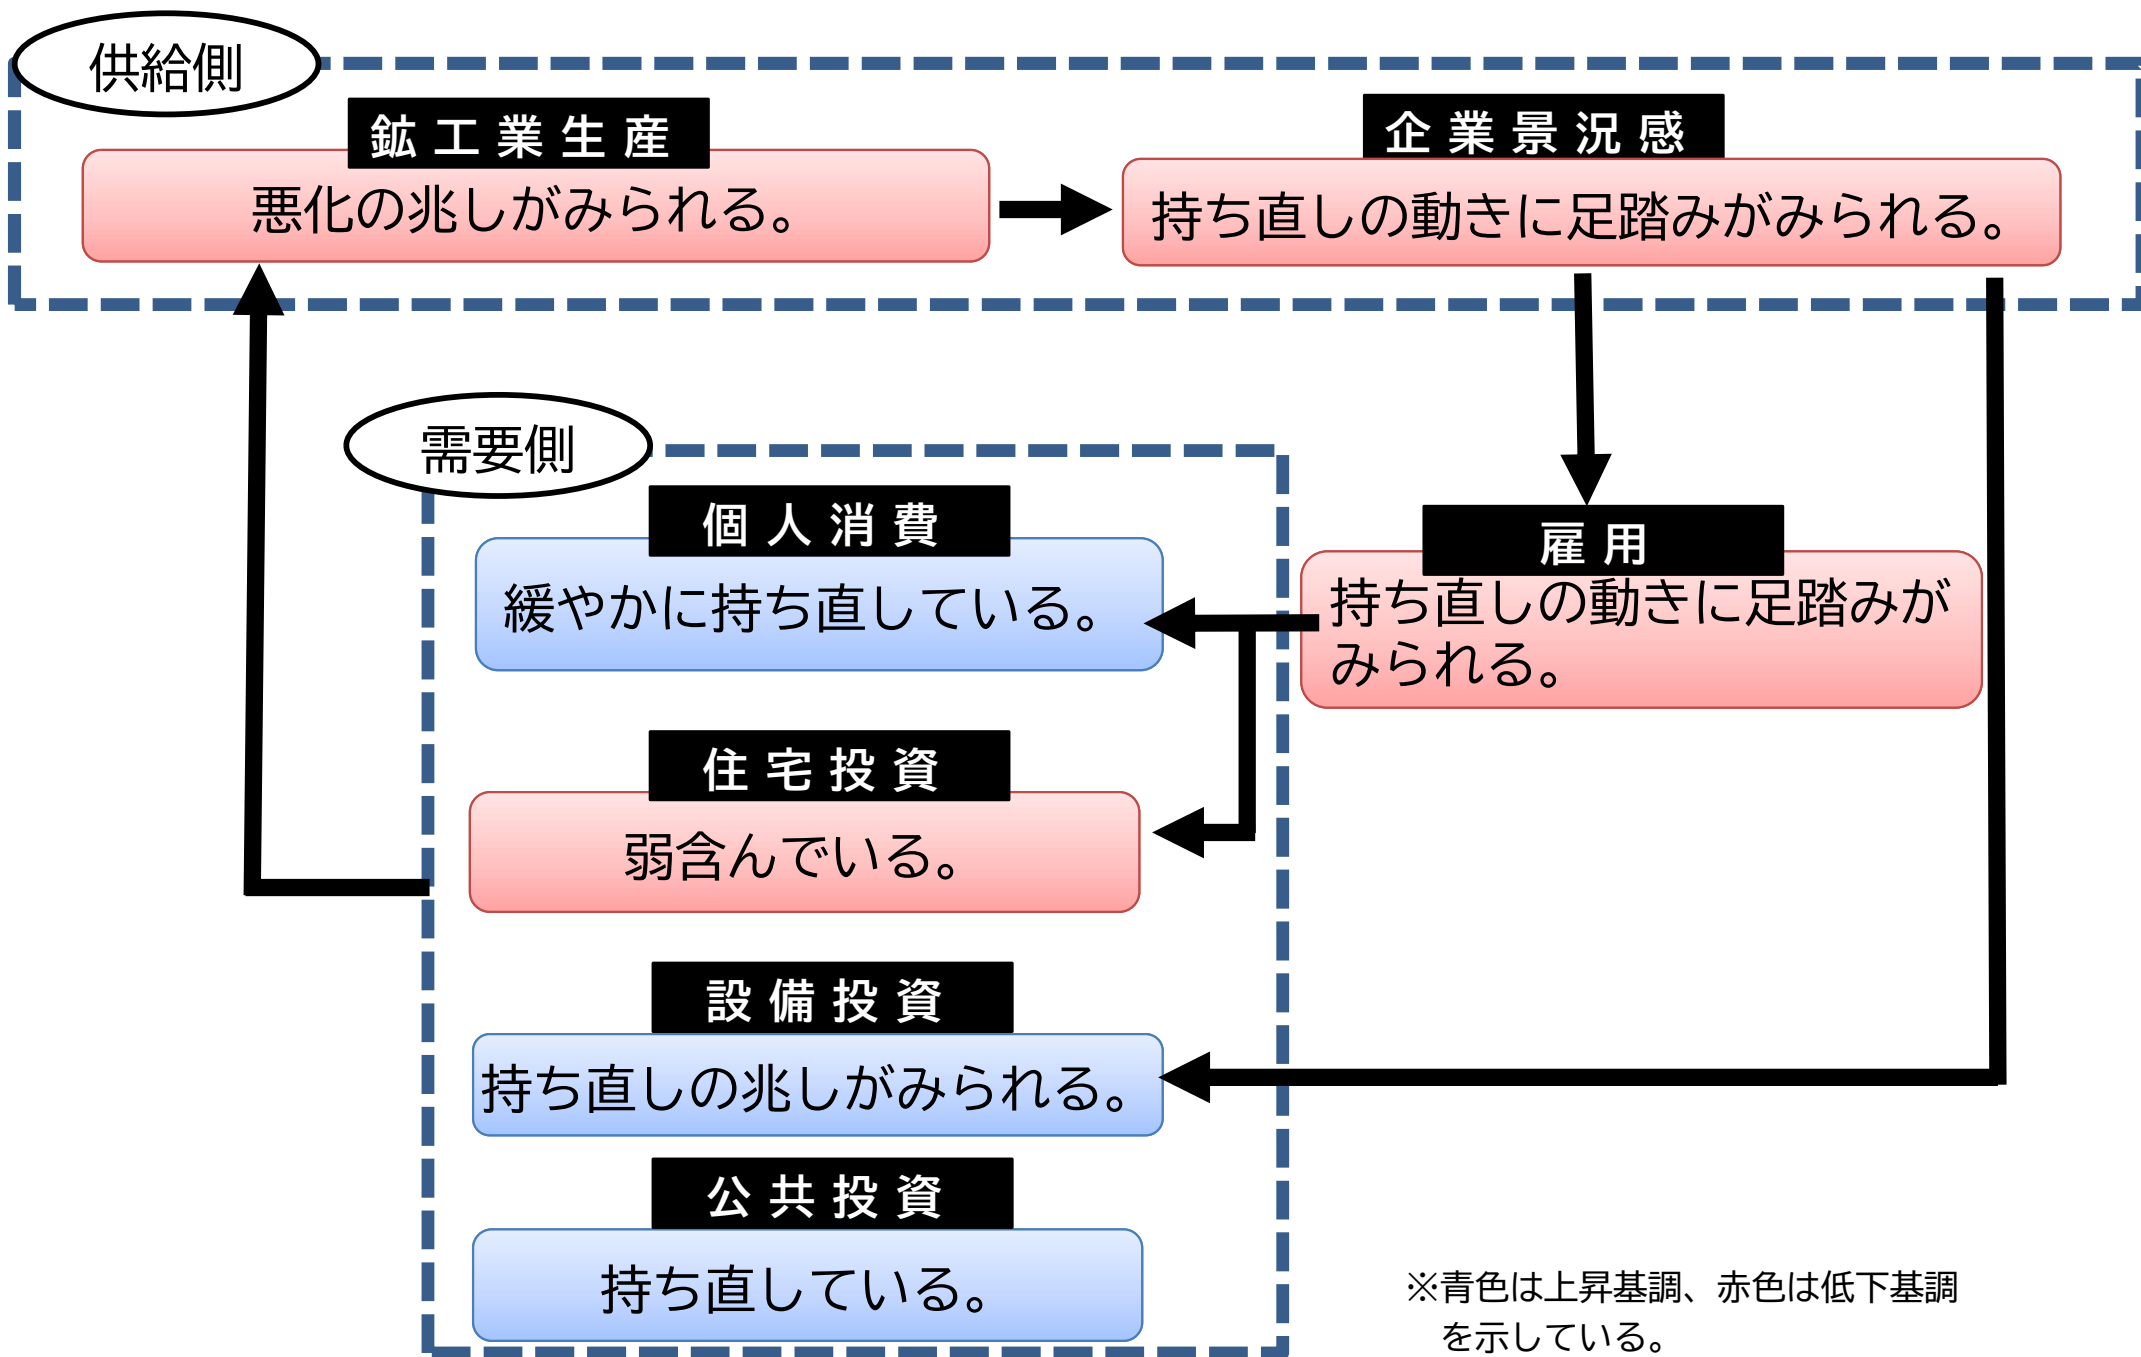 供給側
鉱工業生産
悪化の兆しがみられる。
企業景況感
持ち直しの動きに足踏みがみられる。
需要側
個人消費
緩やかに持ち直している。
雇用
持ち直しの動きに足踏みが
みられる。
住宅投資
弱含んでいる。
設備投資
持ち直しの兆しがみられる。
公共投資
持ち直している。
※青色は上昇基調、赤色は低下基調
を示している。